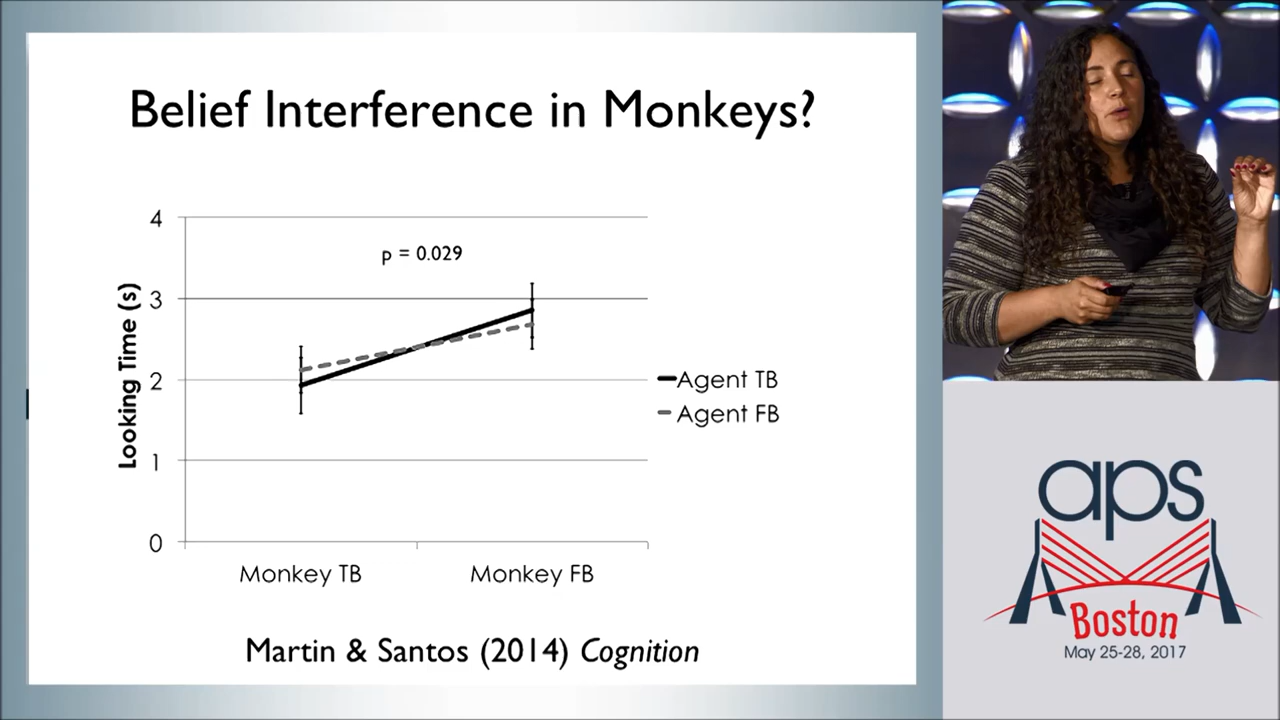 Belief Interference in Monkeys?
4
p = 0.029
3
2
1
0
Looking Time (s)
Agent TB
Agent FB
Monkey TB
Monkey FB
Martin & Santos (2014) Cognition
aps
Boston
May 25-28, 2017